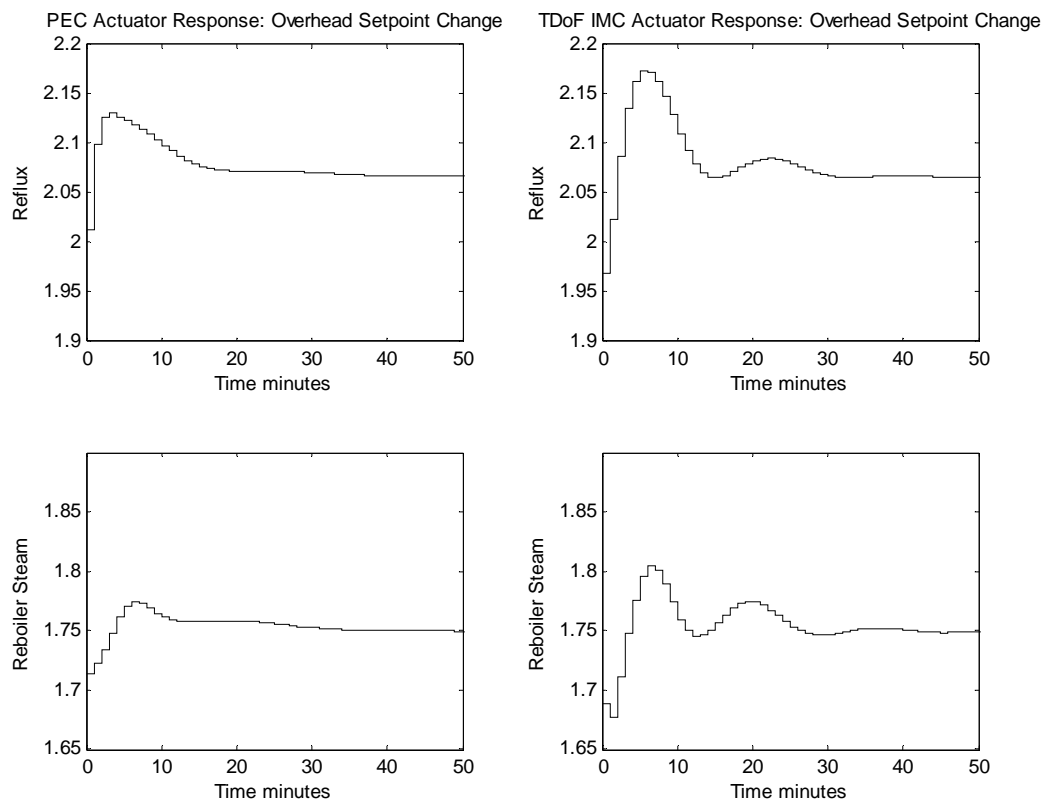 PEC Actuator Response: Overhead Setpoint Change
2.2
2.15
2.1
2.05
2
1.95
1.9
Reflux
0 10 20 30 40 50
Time minutes
TDoF IMC Actuator Response: Overhead Setpoint Change
2.2
2.15
2.1
2.05
2
1.95
1.9
Reflux
0 10 20 30 40 50
Time minutes
1.85
1.8
1.75
1.7
1.65
Reboiler Steam
0 10 20 30 40 50
Time minutes
1.85
1.8
1.75
1.7
1.65
Reboiler Steam
0 10 20 30 40 50
Time minutes